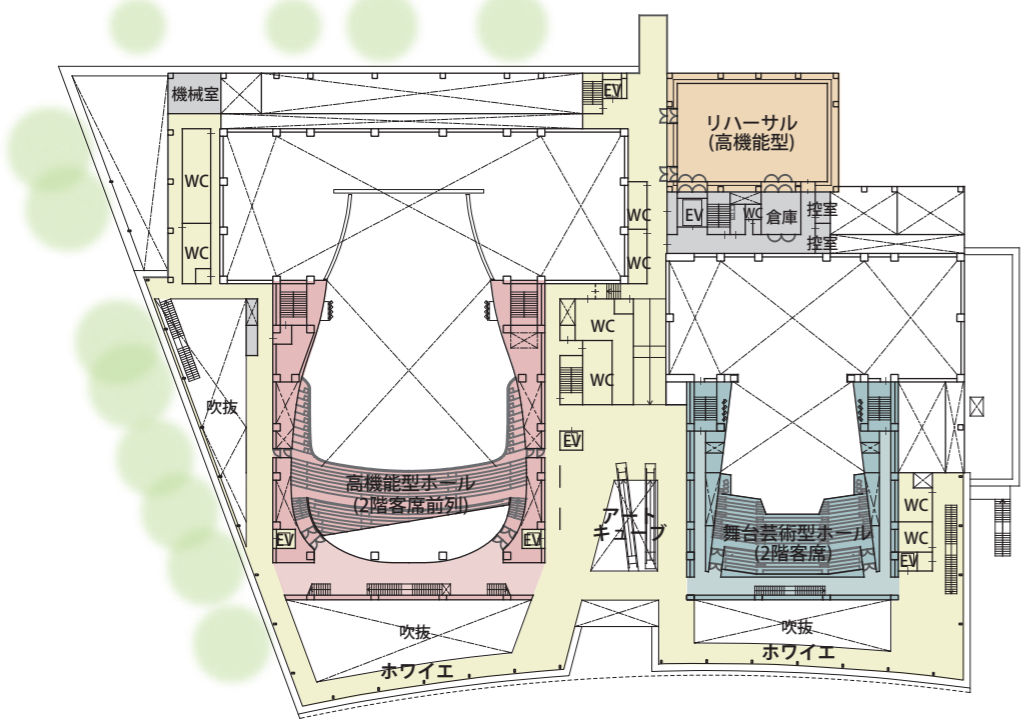 機械室
EV
リハーサル
(高機能型)
WC
WC
WC
EV
WC
倉庫
控室
控室
WC
WC
WC
吹抜
EV
高機能型ホール
(2階客席前列)
アート
キューブ
舞台芸術型ホール
(2階客席)
WC
WC
EV
EV
EV
吹抜
ホワイエ
吹抜
ホワイエ